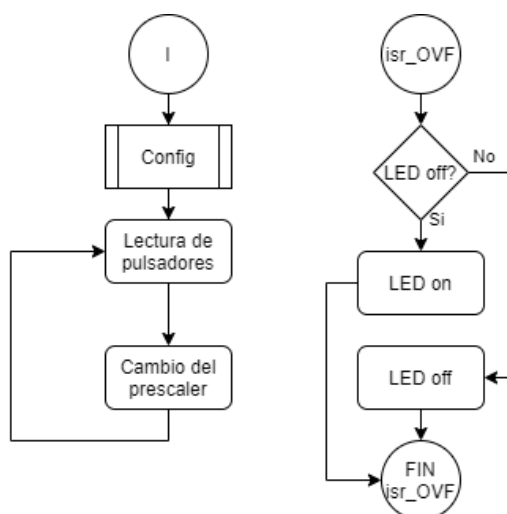 I
Config
Lectura de
pulsadores
Cambio del
prescaler
isr_OVF
LED off?
No
Si
LED on
LED off
FIN
isr_OVF